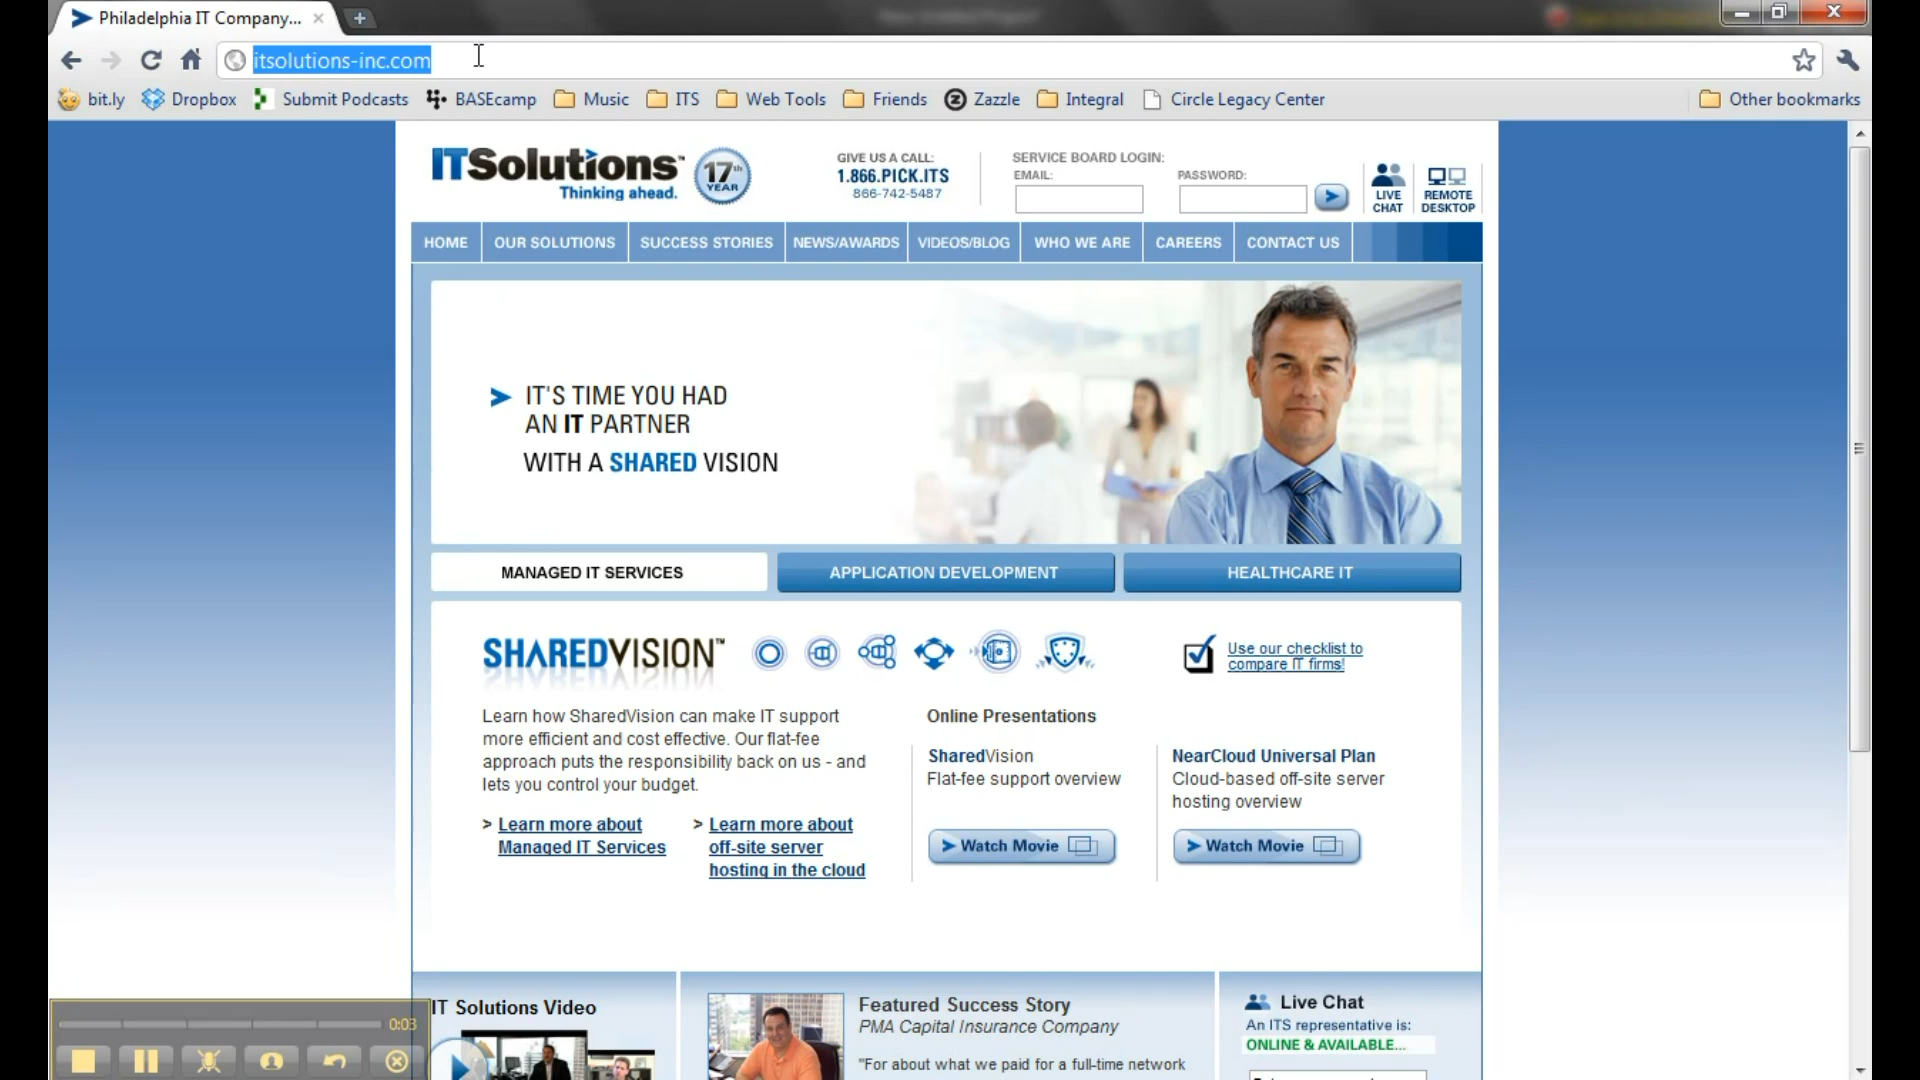 Philadelphia IT Company...
itsolutions-inc.com
bit.ly
Dropbox
Submit Podcasts
BASEcamp
Music
ITS
Web Tools
Friends
Zazzle
Integral
Circle Legacy Center
Other bookmarks
ITSolutions™
Thinking ahead.
17th
YEAR
GIVE US A CALL:
1.866.PICK.ITS
866-742-5487
SERVICE BOARD LOGIN:
EMAIL:
PASSWORD:
LIVE
CHAT
REMOTE
DESKTOP
HOME
OUR SOLUTIONS
SUCCESS STORIES
NEWS/AWARDS
VIDEOS/BLOG
WHO WE ARE
CAREERS
CONTACT US
IT'S TIME YOU HAD
AN IT PARTNER
WITH A SHARED VISION
MANAGED IT SERVICES
APPLICATION DEVELOPMENT
HEALTHCARE IT
SHAREDVISION™
Use our checklist to
compare IT firms!
Learn how SharedVision can make IT support
more efficient and cost effective. Our flat-fee
approach puts the responsibility back on us - and
lets you control your budget.
> Learn more about
Managed IT Services
> Learn more about
off-site server
hosting in the cloud
Online Presentations
SharedVision
Flat-fee support overview
Watch Movie
NearCloud Universal Plan
Cloud-based off-site server
hosting overview
Watch Movie
IT Solutions Video
Featured Success Story
PMA Capital Insurance Company
"For about what we paid for a full-time network
Live Chat
An ITS representative is:
ONLINE & AVAILABLE...
0:03